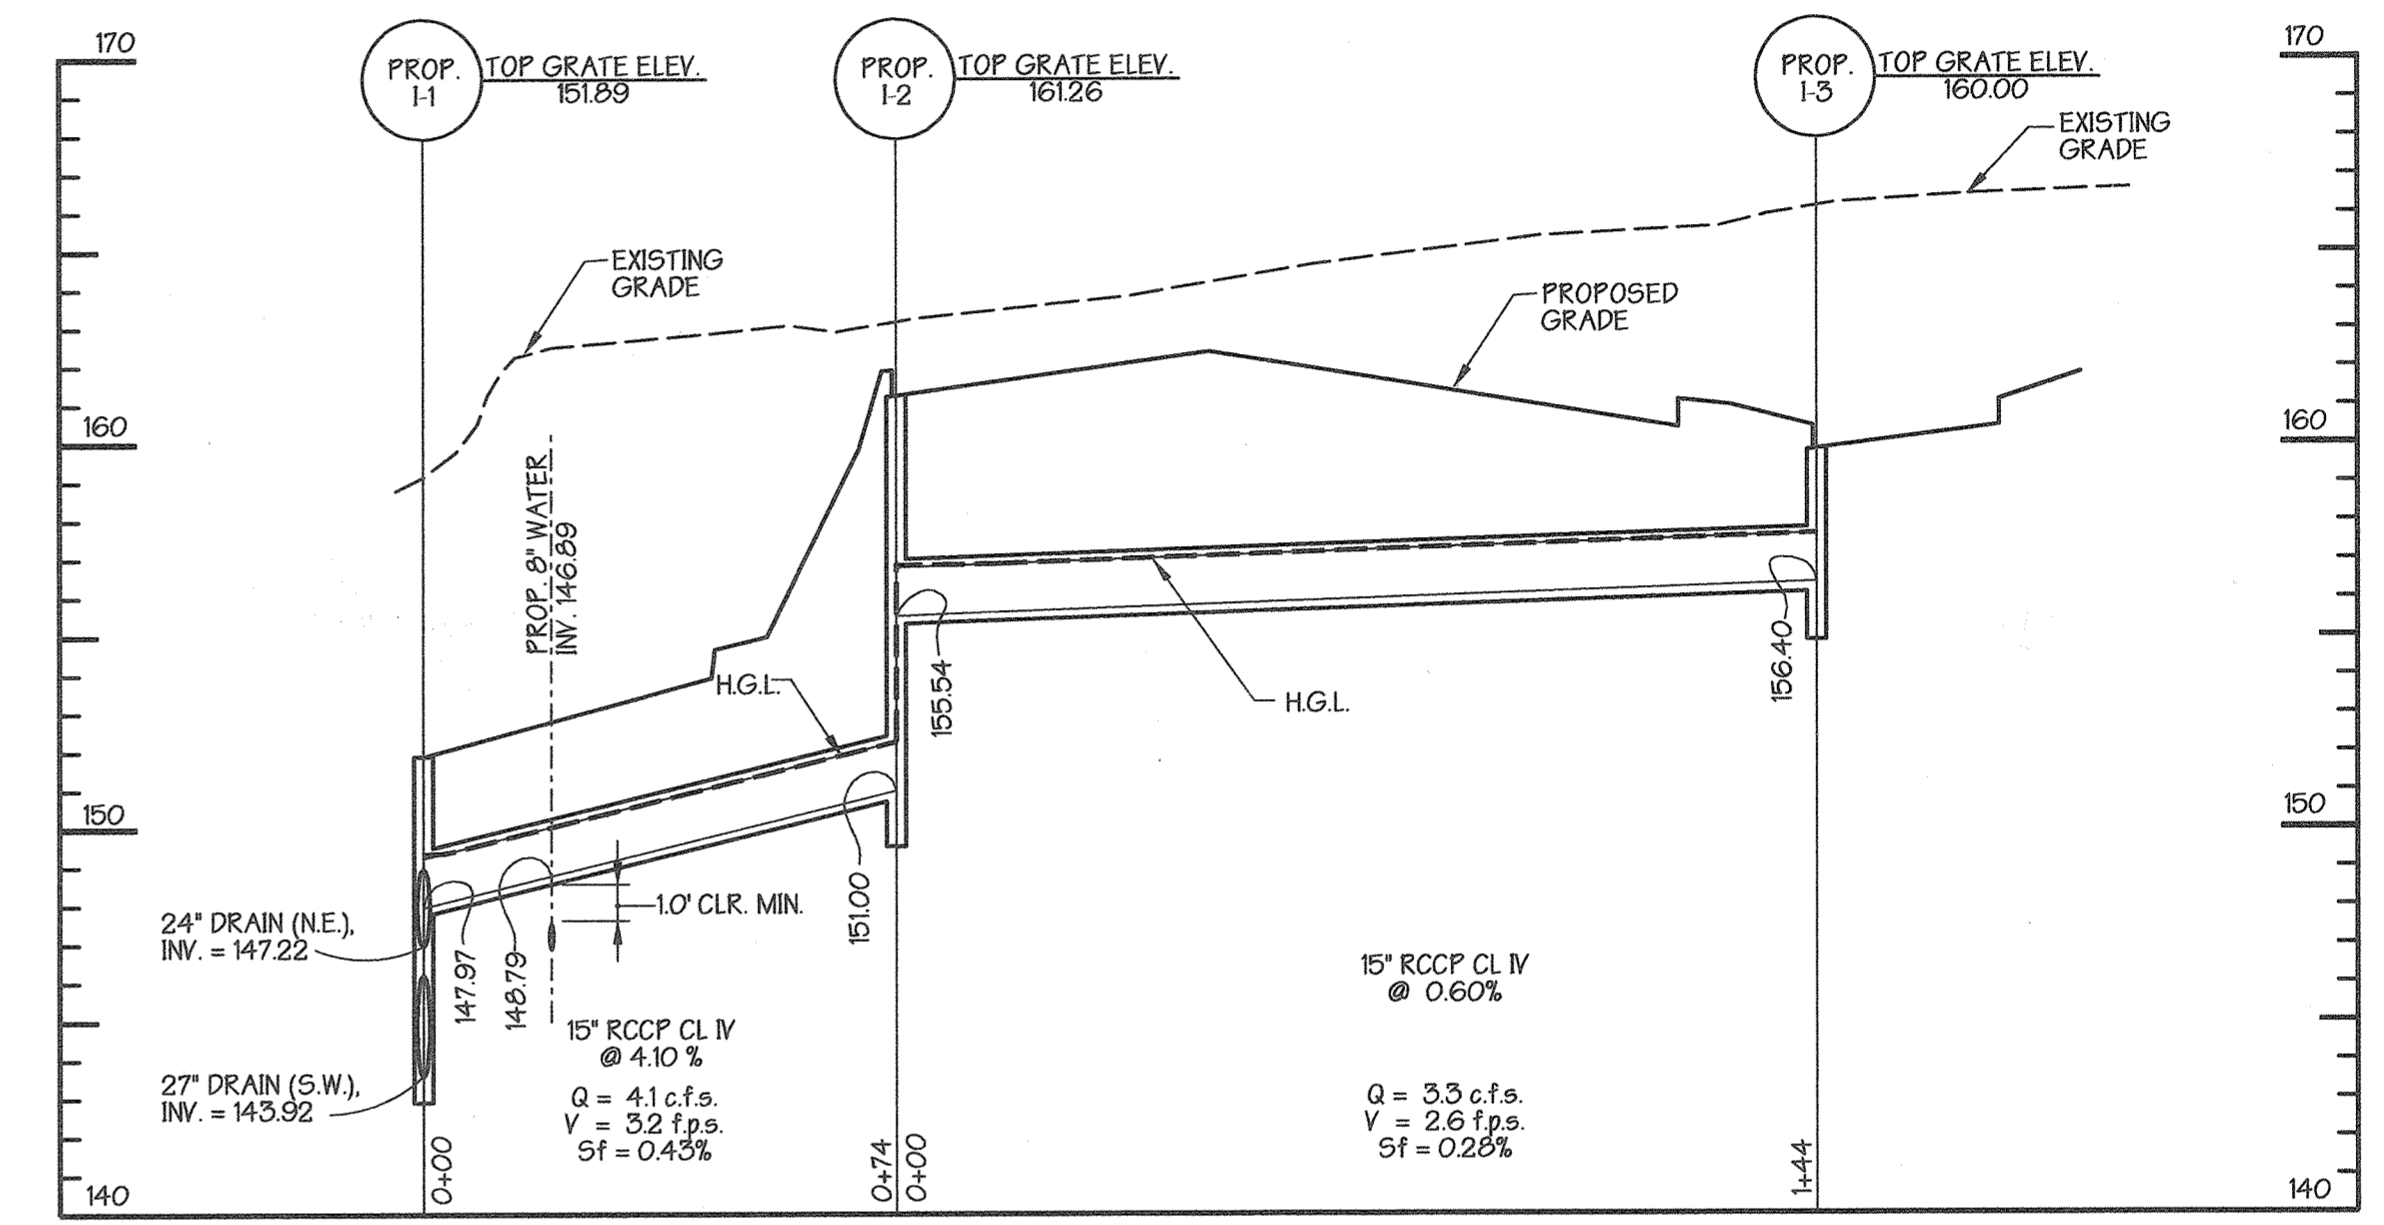 170
170
PROP.
I-1
TOP GRATE ELEV.
151.89
PROP.
I-2
TOP GRATE ELEV.
161.26
PROP.
I-3
TOP GRATE ELEV.
160.00
EXISTING
GRADE
EXISTING
GRADE
PROPOSED
GRADE
160
160
PROP. 8" WATER
INV. 146.89
H.G.L.
H.G.L.
155.54
156.40
150
150
151.00
1.0' CLR. MIN.
24" DRAIN (N.E.),
INV. = 147.22
147.97
148.79
15" RCCP CL IV
@ 0.60%
15" RCCP CL IV
@ 4.10 %
27" DRAIN (S.W.),
INV. = 143.92
Q = 4.1 c.f.s.
V = 3.2 f.p.s.
Sf = 0.43%
Q = 3.3 c.f.s.
V = 2.6 f.p.s.
Sf = 0.28%
0+00
0+74
0+00
1+44
140
140